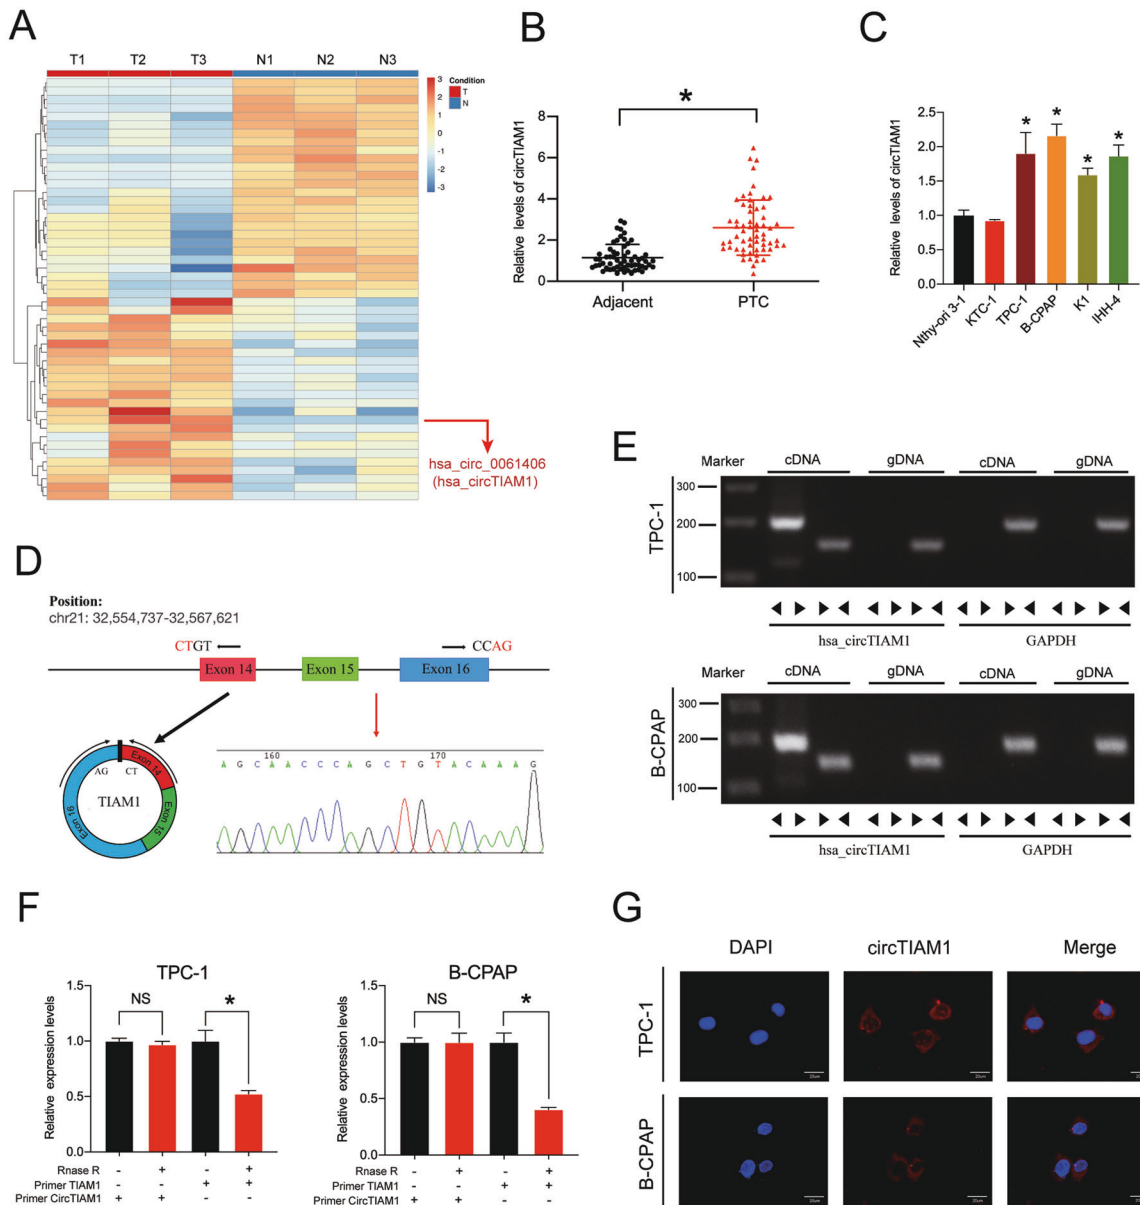 A
T1 T2 T3 N1 N2 N3
Condition
T
N
3
2
1
0
-1
-2
-3
hsa_circ_0061406
(hsa_circTIAM1)
B
Relative levels of circTIAM1
8
6
4
2
0
*
Adjacent PTC
C
Relative levels of circTIAM1
2.5
2.0
1.5
1.0
0.5
0.0
* * * *
Nthy-ori 3-1 KTC-1 TPC-1 B-CPAP K1 IHH-4
D
Position:
chr21: 32,554,737-32,567,621
CTGT CCAG
Exon 14 Exon 15 Exon 16
AG CT
TIAM1
Exon 14
Exon 15
Exon 16
160 170
A G C A A C C C A G C T G T A C A A A G
E
TPC-1
Marker cDNA gDNA cDNA gDNA
300
200
100
hsa_circTIAM1 GAPDH
B-CPAP
Marker cDNA gDNA cDNA gDNA
300
200
100
hsa_circTIAM1 GAPDH
F
TPC-1
Relative expression levels
1.5
1.0
0.5
0.0
NS *
Rnase R - + - +
Primer TIAM1 - - + +
Primer CircTIAM1 + + - -
B-CPAP
Relative expression levels
1.5
1.0
0.5
0.0
NS *
Rnase R - + - +
Primer TIAM1 - - + +
Primer CircTIAM1 + + - -
G
DAPI circTIAM1 Merge
TPC-1
20um 20um
B-CPAP
20um 20um